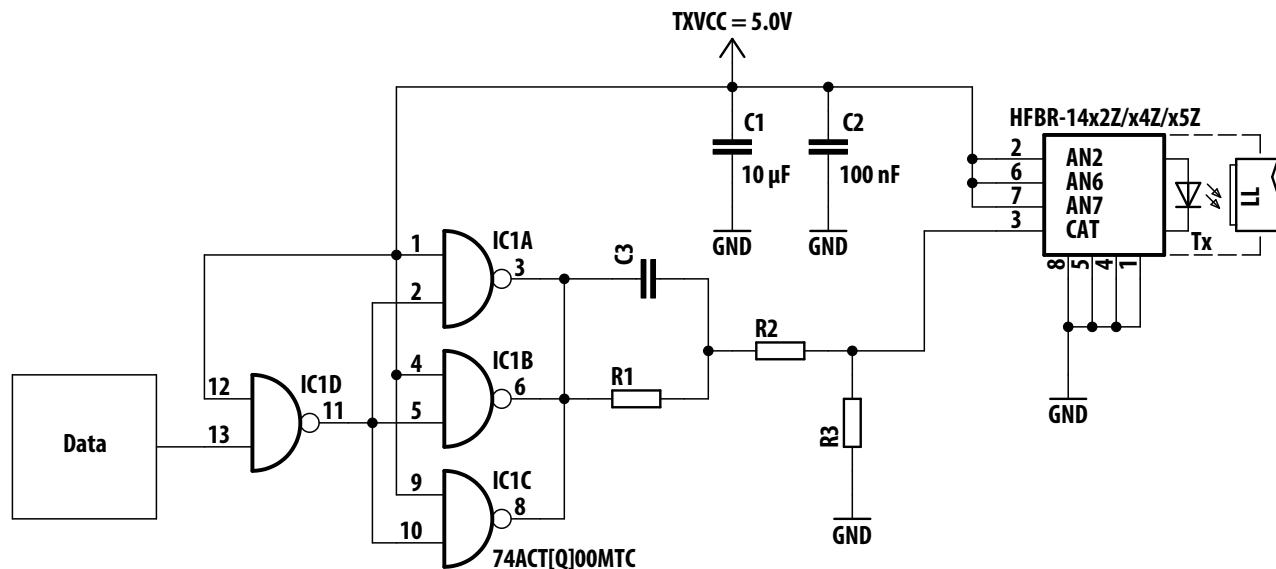 TXVCC = 5.0V
HFBR-14x2Z/x4Z/x5Z
C1
C2
10 µF
100 nF
GND
GND
2
AN2
6
AN6
7
AN7
3
CAT
Tx
LL
8
5
4
1
GND
1
IC1A
3
2
C3
R2
4
IC1B
6
5
R1
12
IC1D
11
13
Data
R3
9
IC1C
8
10
GND
74ACT[Q]00MTC